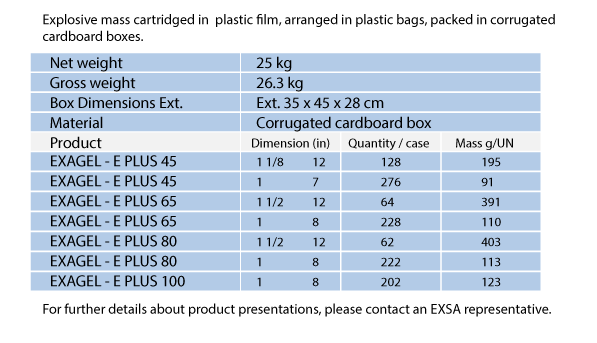 Explosive mass cartridged in plastic film, arranged in plastic bags, packed in corrugated
cardboard boxes.
Net weight 25 kg
Gross weight 26.3 kg
Box Dimensions Ext. Ext. 35 x 45 x 28 cm
Material Corrugated cardboard box
Product Dimension (in) Quantity / case Mass g/UN
EXAGEL - E PLUS 45 1 1/8 12 128 195
EXAGEL - E PLUS 45 1 7 276 91
EXAGEL - E PLUS 65 1 1/2 12 64 391
EXAGEL - E PLUS 65 1 8 228 110
EXAGEL - E PLUS 80 1 1/2 12 62 403
EXAGEL - E PLUS 80 1 8 222 113
EXAGEL - E PLUS 100 1 8 202 123
For further details about product presentations, please contact an EXSA representative.